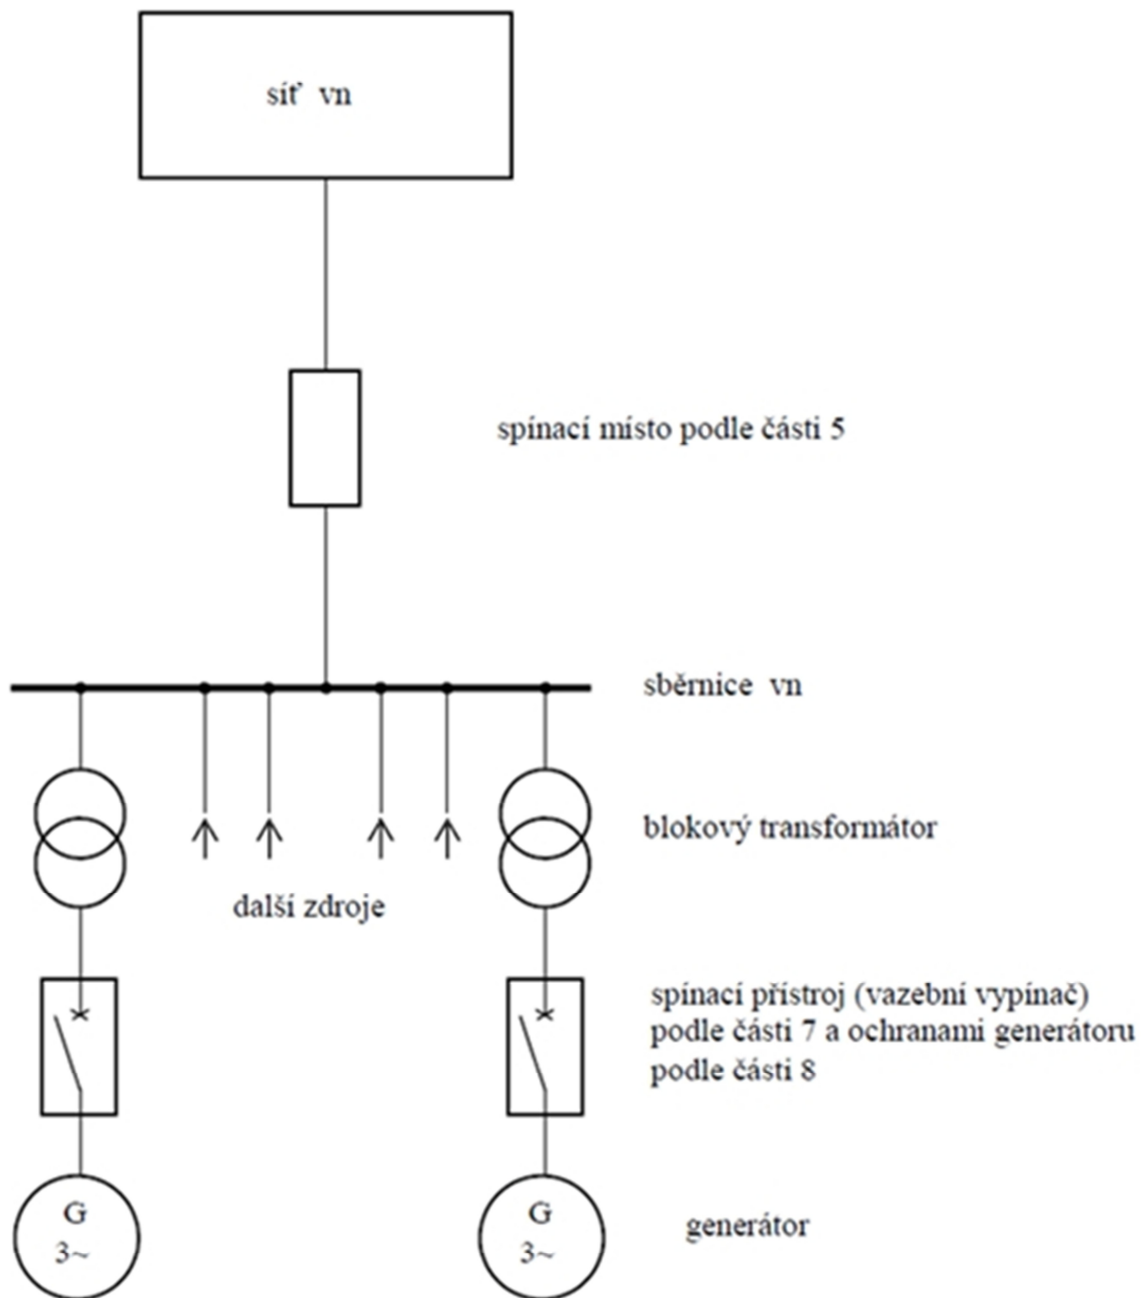 síť vn
spínací místo podle části 5
sběrnice vn
blokový transformátor
další zdroje
spínací přístroj (vazební vypínač)
podle části 7 a ochranami generátoru
podle části 8
G
3~
G
3~
generátor